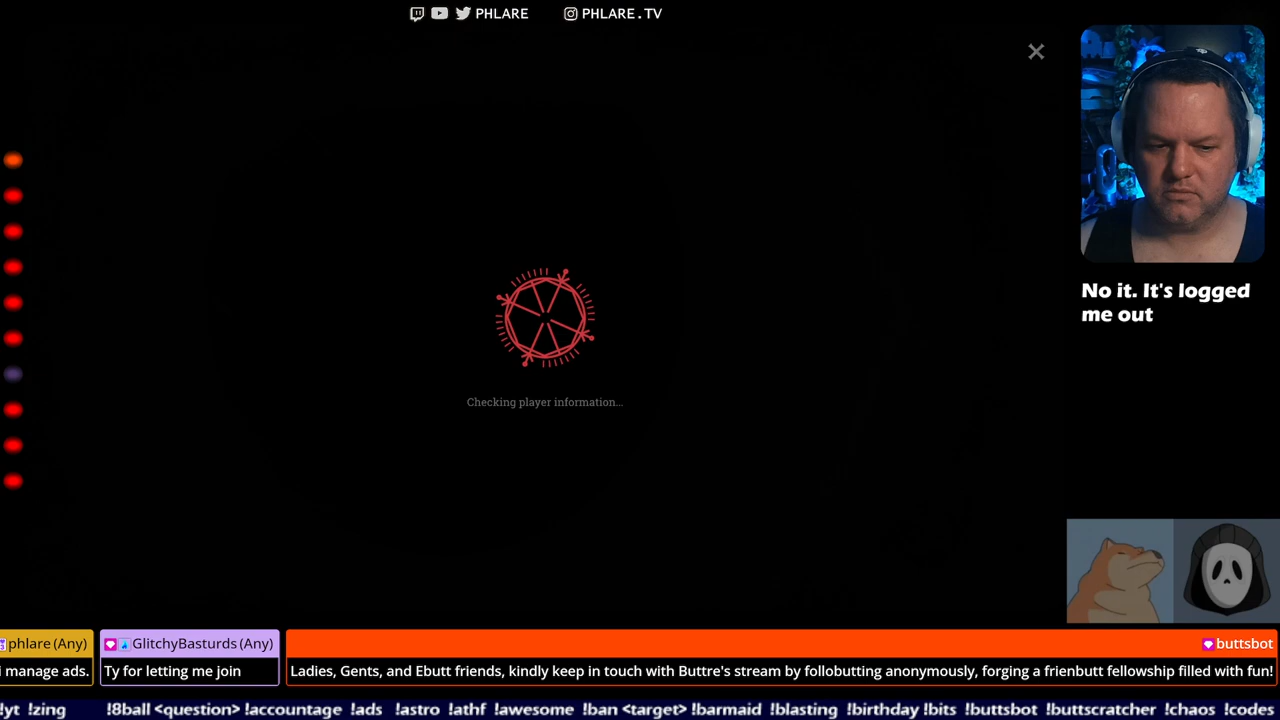 PHLARE PHLARE.TV
No it. It's logged
me out
Checking player information...
phlare (Any)
manage ads.
GlitchyBasturds (Any)
Ty for letting me join
buttsbot
Ladies, Gents, and Ebutt friends, kindly keep in touch with Buttre's stream by follobutting anonymously, forging a frienbutt fellowship filled with fun!
!yt !zing !8ball <question> !accountage !ads !astro !athf !awesome !ban <target> !barmaid !blasting !birthday !bits !buttsbot !buttscratcher !chaos !codes